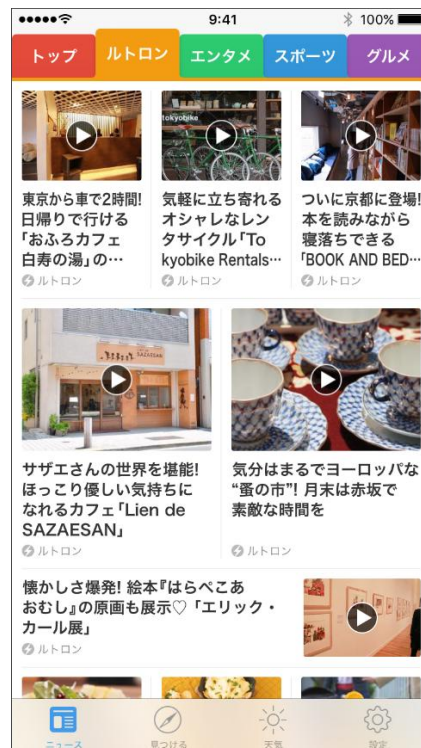 9:41
100%
トップ
ルトロン
エンタメ
スポーツ
グルメ
tokyobike
東京から車で2時間!
日帰りで行ける
「おふろカフェ
白寿の湯」の…
ルトロン
気軽に立ち寄れる
オシャレなレン
タサイクル「To
kyobike Rentals…
ルトロン
ついに京都に登場!
本を読みながら
寝落ちできる
「BOOK AND BED…
ルトロン
SAZAESAN
サザエさんの世界を堪能!
ほっこり優しい気持ちに
なれるカフェ「Lien de
SAZAESAN」
ルトロン
気分はまるでヨーロッパな
“蚤の市”! 月末は赤坂で
素敵な時間を
ルトロン
懐かしさ爆発! 絵本『はらぺこあ
おむし』の原画も展示♡「エリック・
カール展」
ルトロン
ニュース
見つける
天気
設定